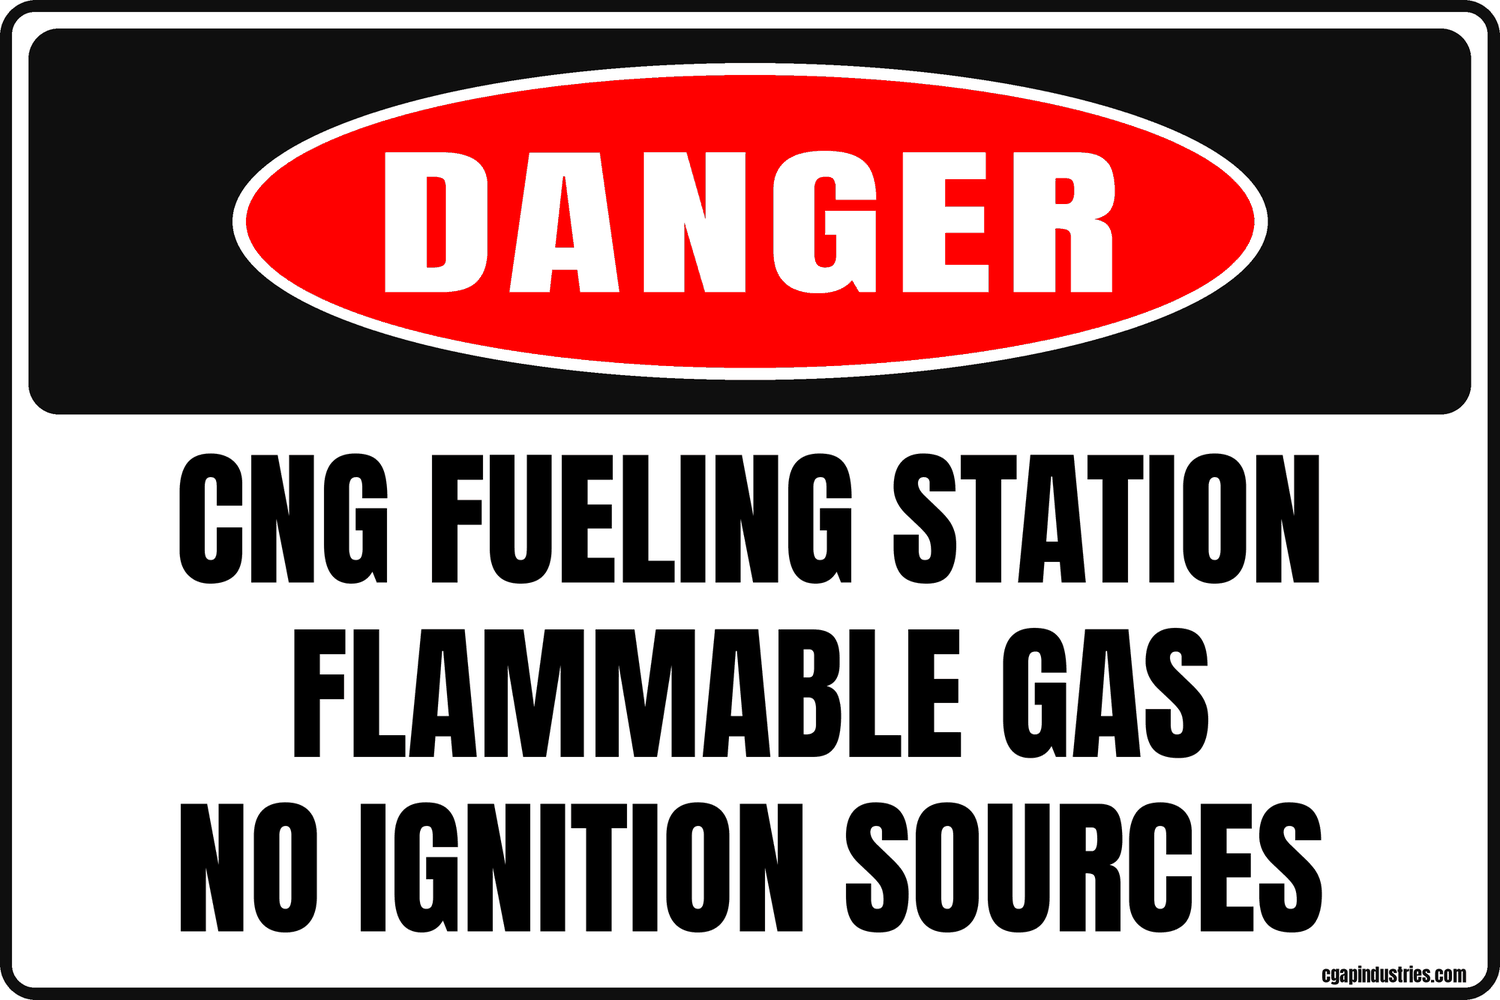 DANGER
CNG FUELING STATION
FLAMMABLE GAS
NO IGNITION SOURCES
cgapindustries.com